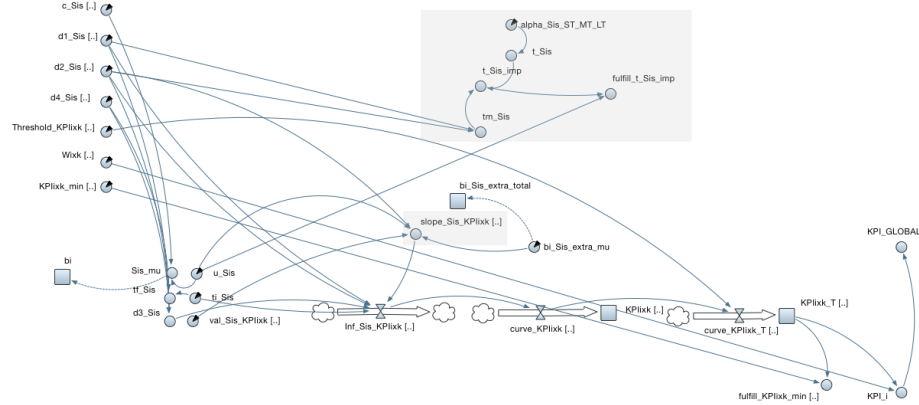 c_Sis [..]
d1_Sis [..]
d2_Sis [..]
d4_Sis [..]
Threshold_KPIixk [..]
Wixk [..]
KPIixk_min [..]
alpha_Sis_ST_MT_LT
t_Sis
t_Sis_imp
fulfill_t_Sis_imp
tm_Sis
bi_Sis_extra_total
slope_Sis_KPIixk [..]
bi_Sis_extra_mu
KPI_GLOBAL
bi
Sis_mu
u_Sis
tf_Sis
ti_Sis
d3_Sis
val_Sis_KPIixk [..]
Inf_Sis_KPIixk [..]
curve_KPIixk [..]
KPIixk [..]
curve_KPIixk_T [..]
KPIixk_T [..]
fulfill_KPIixk_min [..]
KPI_i